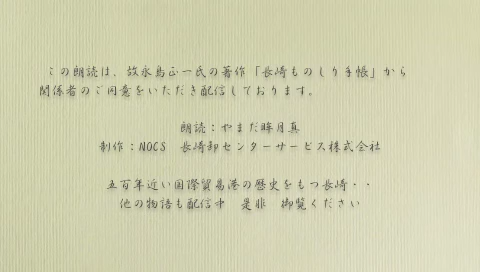 この朗読は、故永島正一氏の著作「長崎ものしり手帳」から
関係者のご同意をいただき配信しております。
朗読：やまだ眸月真
制作：NOCS　長崎卸センターサービス株式会社
五百年近い国際貿易港の歴史をもつ長崎・・
他の物語も配信中　是非　御覧ください